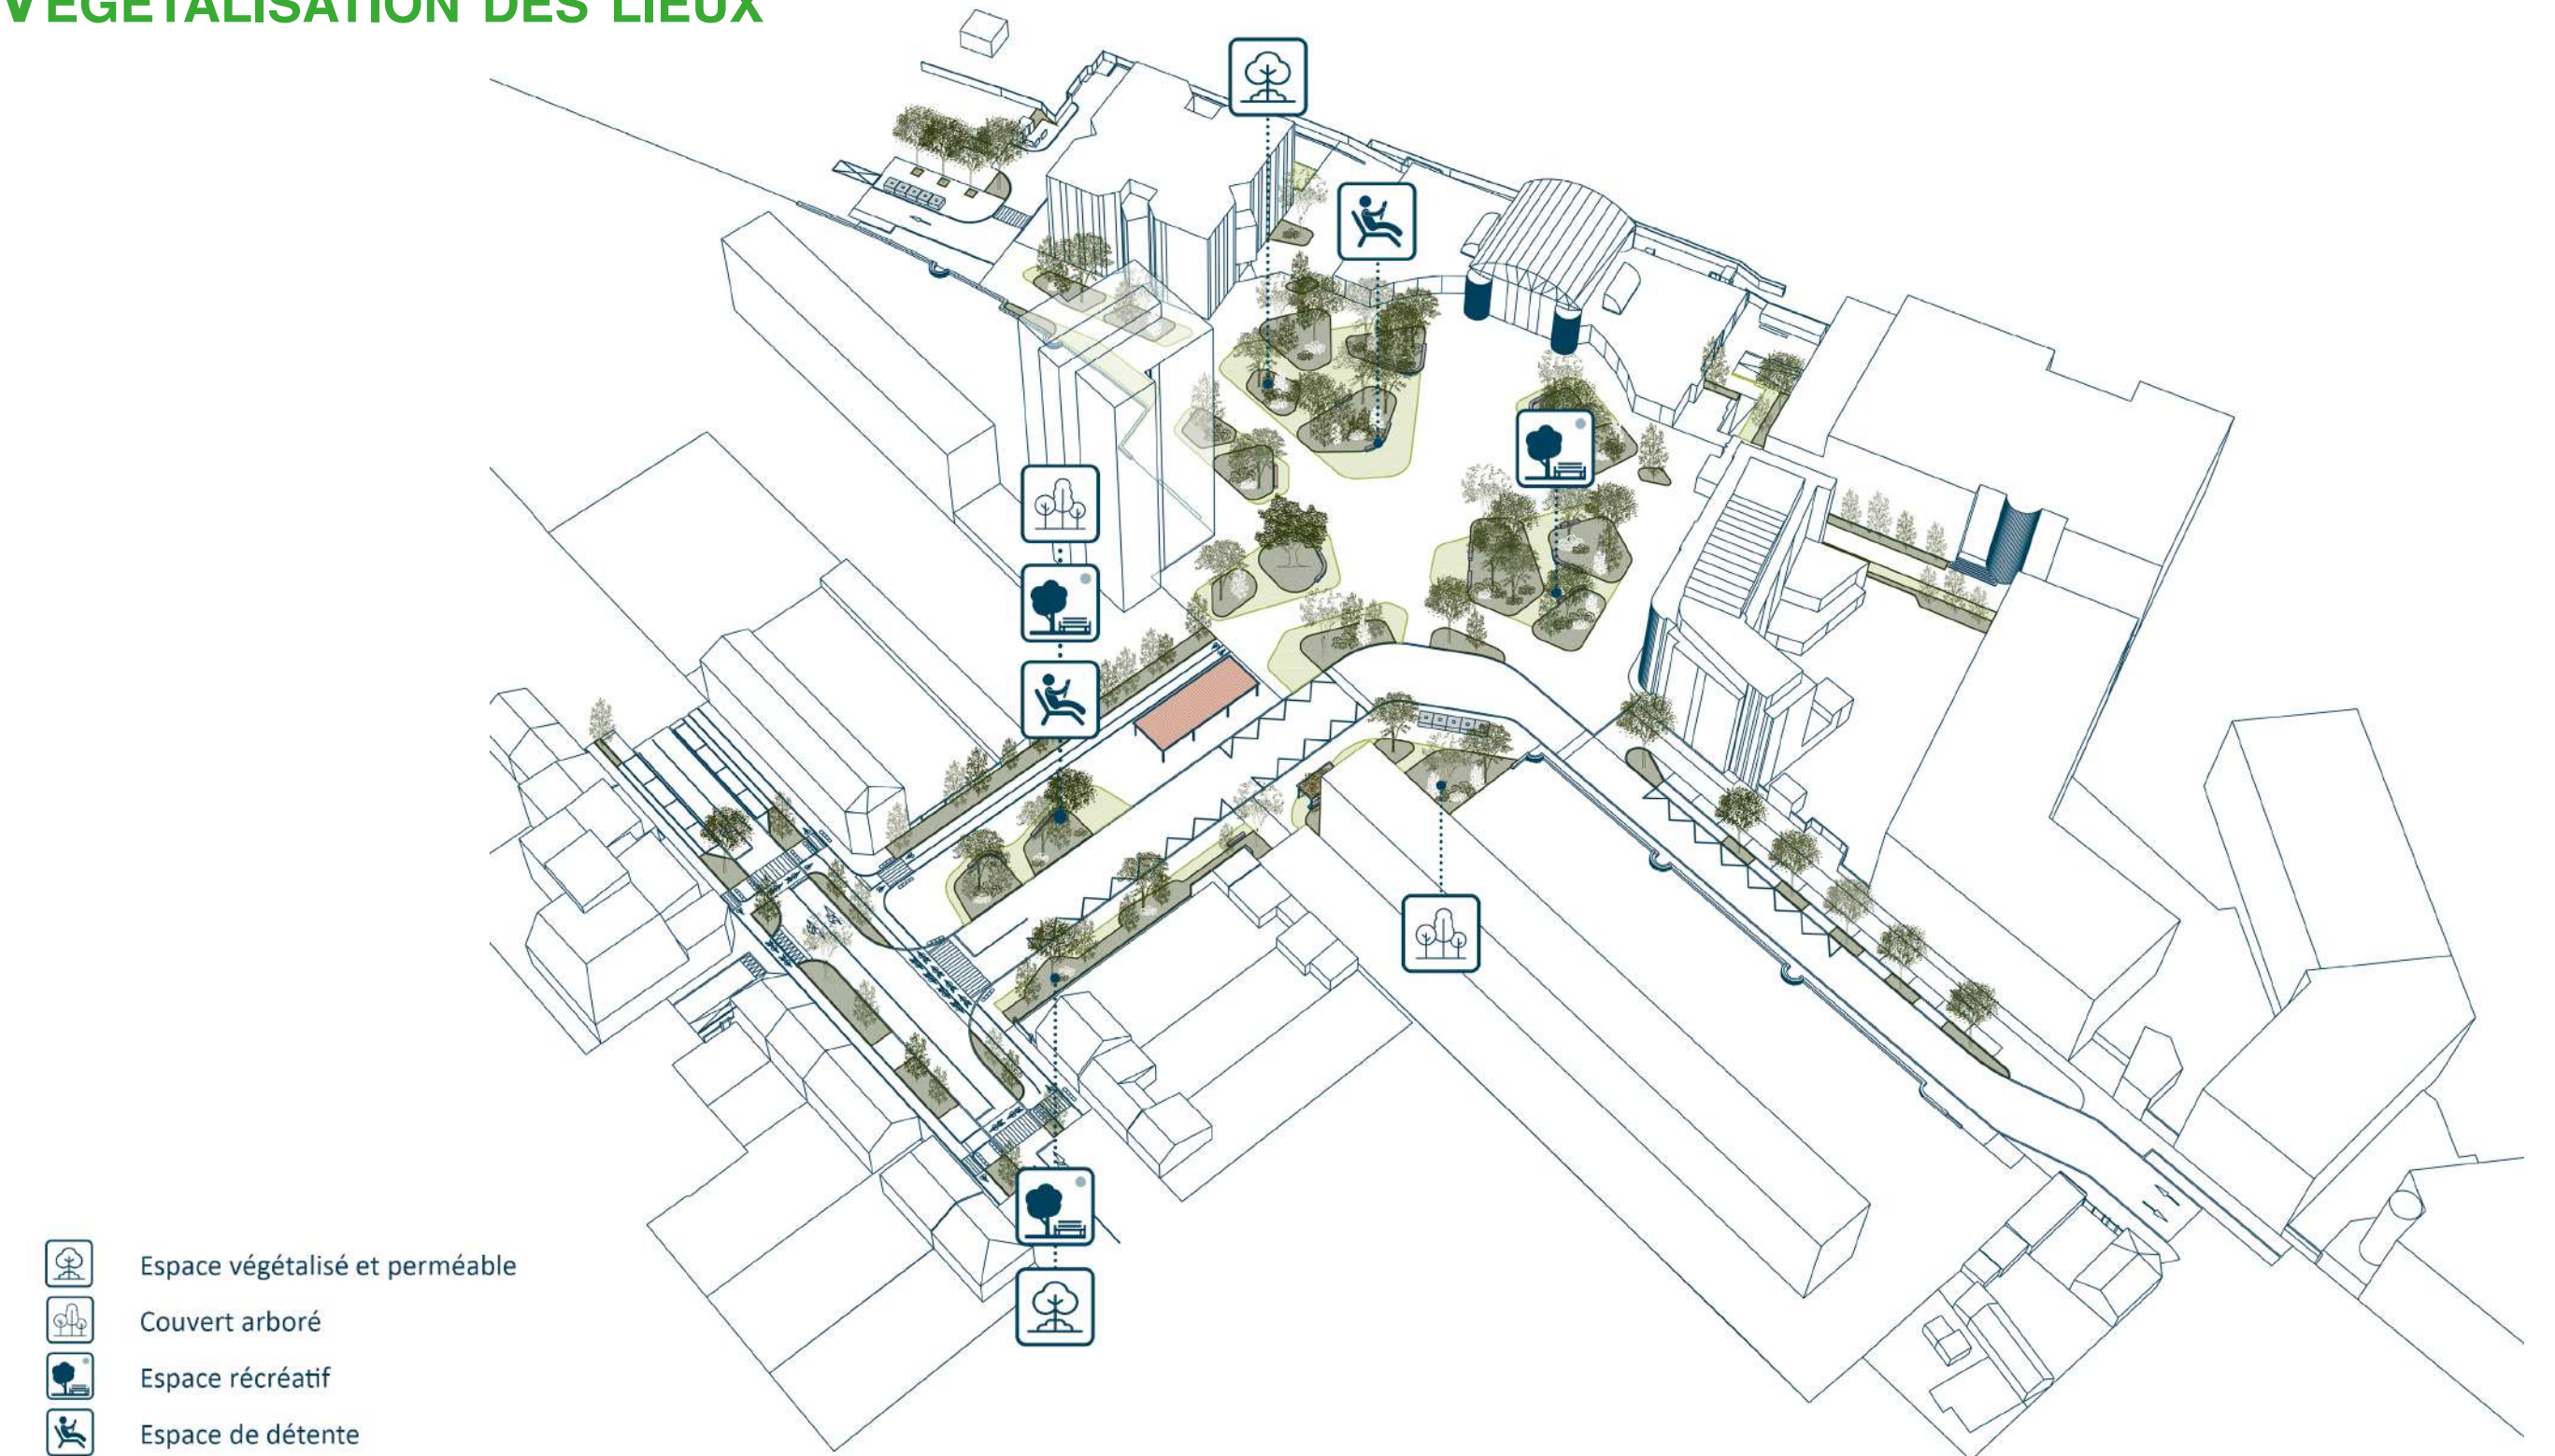 VÉGÉTALISATION DES LIEUX
Espace végétalisé et perméable
Couvert arboré
Espace récréatif
Espace de détente